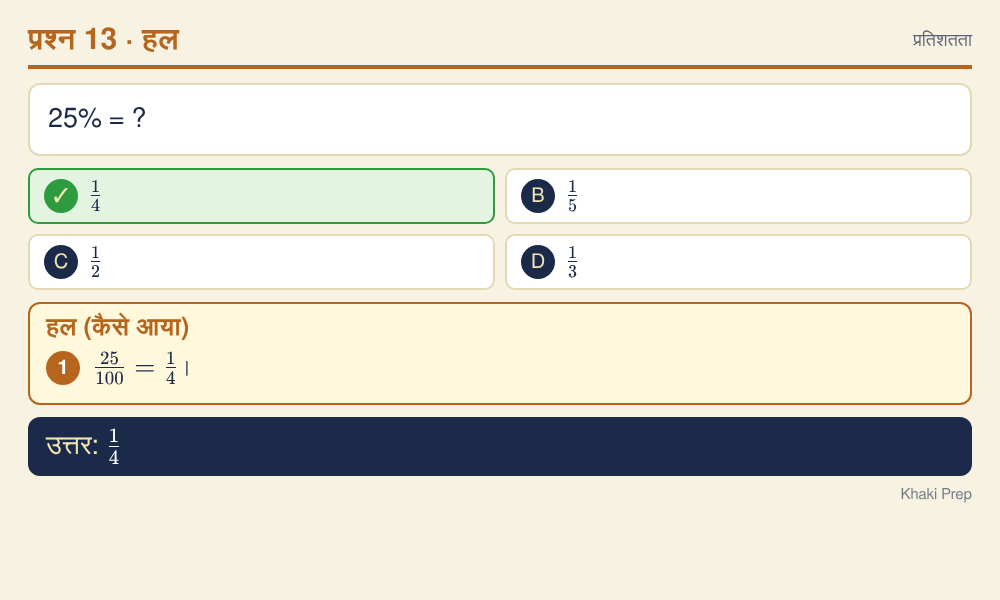 प्रश्न 13 · हल
प्रतिशतता
25% = ?
✓ 1/4
B 1/5
C 1/2
D 1/3
हल (कैसे आया)
1 25/100 = 1/4 ।
उत्तर: 1/4
Khaki Prep